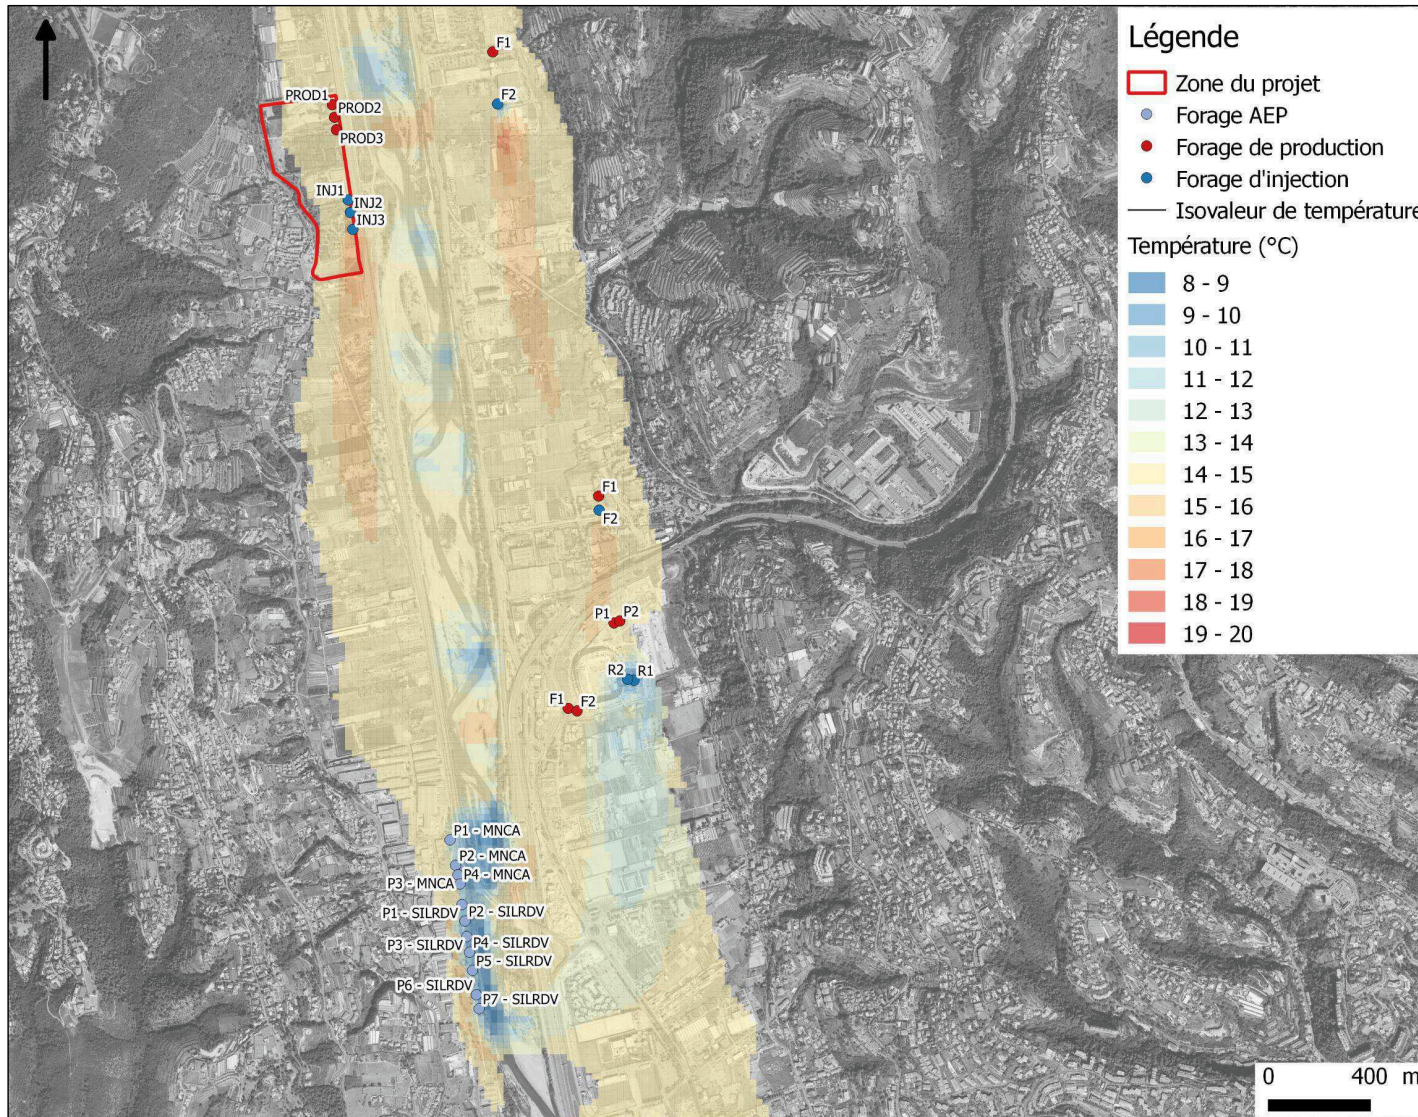 Légende
Zone du projet
Forage AEP
Forage de production
Forage d'injection
Isovaleur de température
Température (°C)
8 - 9
9 - 10
10 - 11
11 - 12
12 - 13
13 - 14
14 - 15
15 - 16
16 - 17
17 - 18
18 - 19
19 - 20
F1
F2
PROD1
PROD2
PROD3
INJ1
INJ2
INJ3
F1
F2
P1
P2
R2
R1
F1
F2
P1 - MNCA
P2 - MNCA
P4 - MNCA
P3 - MNCA
P1 - SILRDV
P2 - SILRDV
P3 - SILRDV
P4 - SILRDV
P5 - SILRDV
P6 - SILRDV
P7 - SILRDV
0 400 m